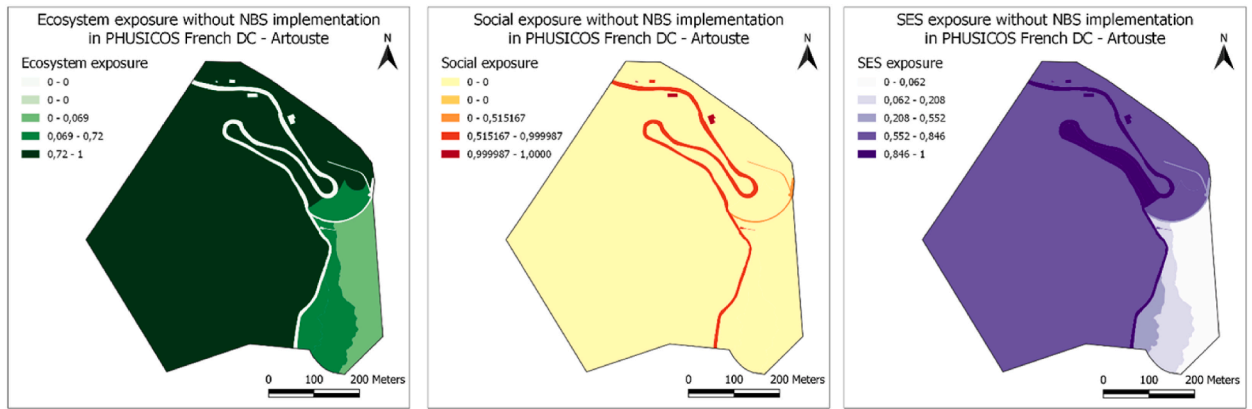 Ecosystem exposure without NBS implementation
in PHUSICOS French DC - Artouste
N
Ecosystem exposure
0 - 0
0 - 0
0 - 0,069
0,069 - 0,72
0,72 - 1
0 100 200 Meters
Social exposure without NBS implementation
in PHUSICOS French DC - Artouste
N
Social exposure
0 - 0
0 - 0
0 - 0,515167
0,515167 - 0,999987
0,999987 - 1,0000
0 100 200 Meters
SES exposure without NBS implementation
in PHUSICOS French DC - Artouste
N
SES exposure
0 - 0,062
0,062 - 0,208
0,208 - 0,552
0,552 - 0,846
0,846 - 1
0 100 200 Meters